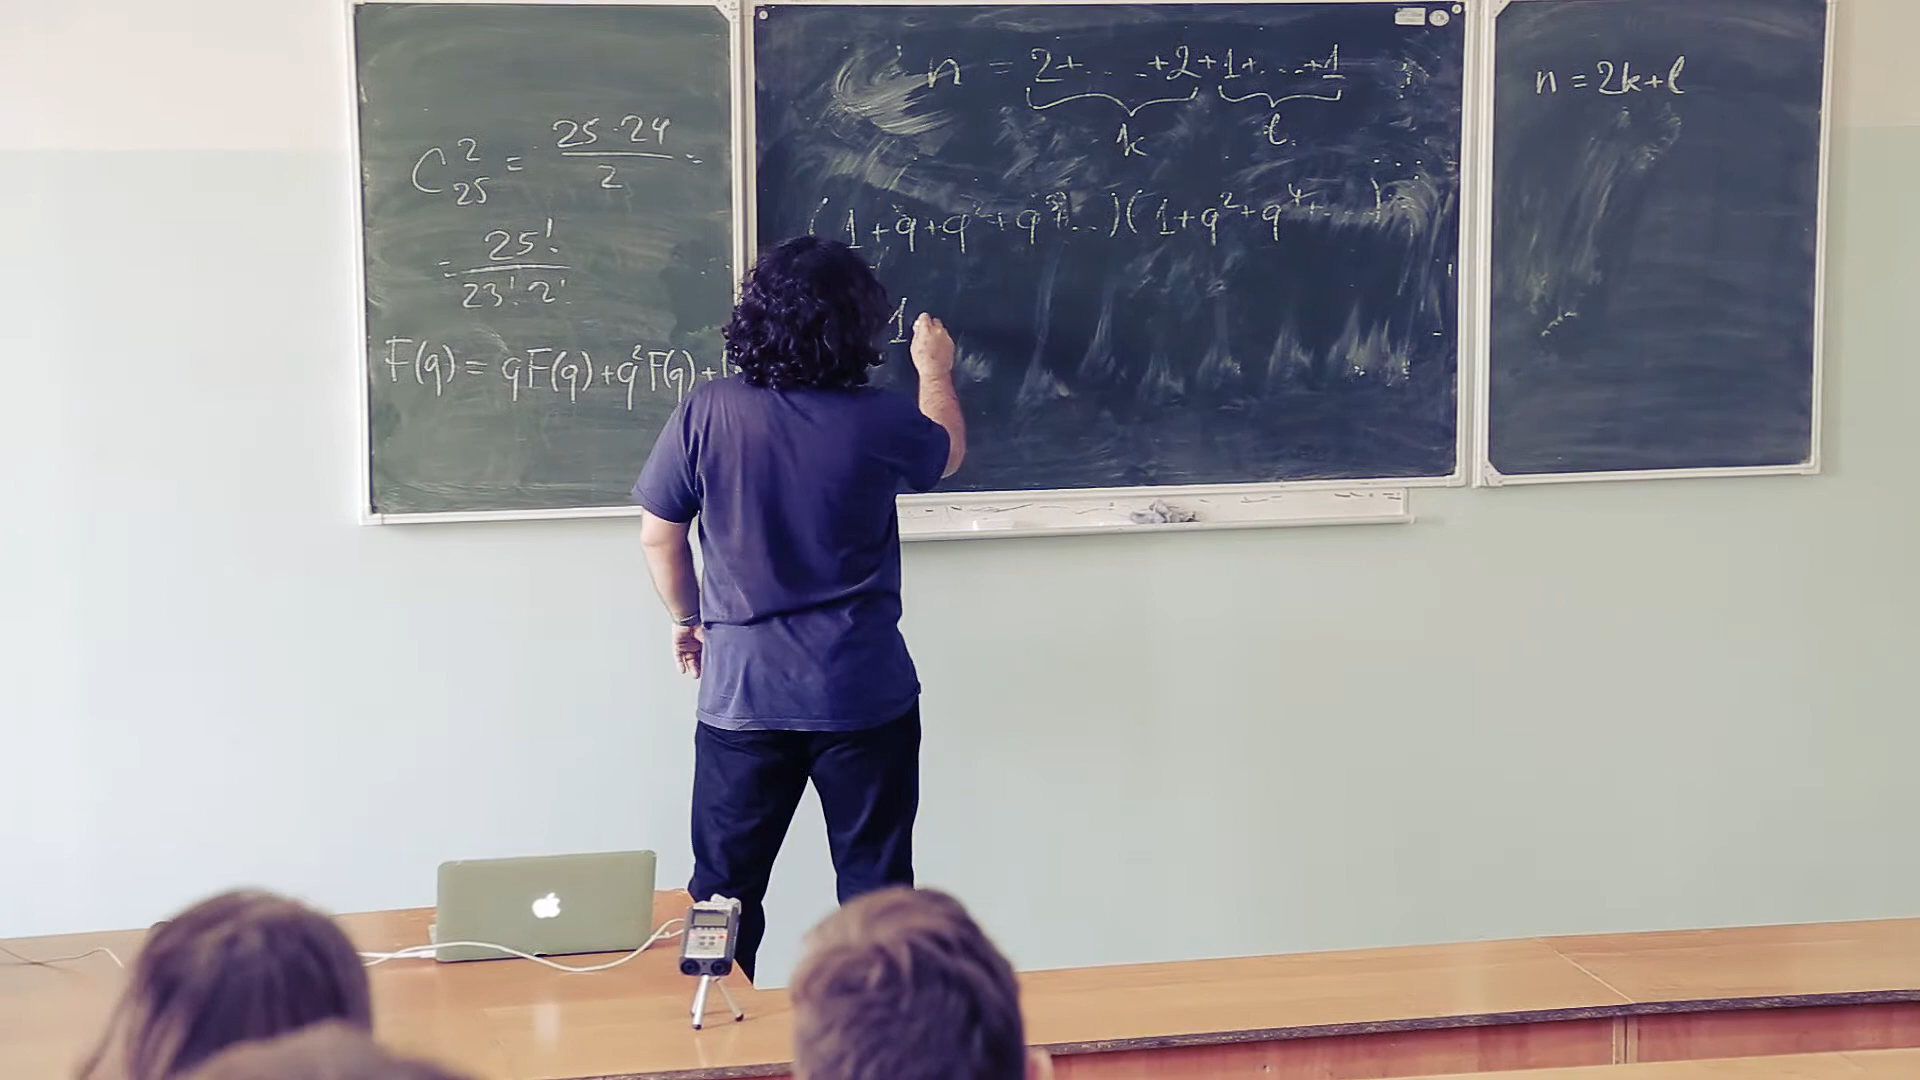 C²₂₅ = 25·24 / 2 =
= 25! / 23! 2!
F(q) = qF(q) + q²F(q) +
n = 2+...+2+1+...+1
k l
(1+q+q²+q³+...)(1+q²+q⁴+...) =
1
n = 2k+l